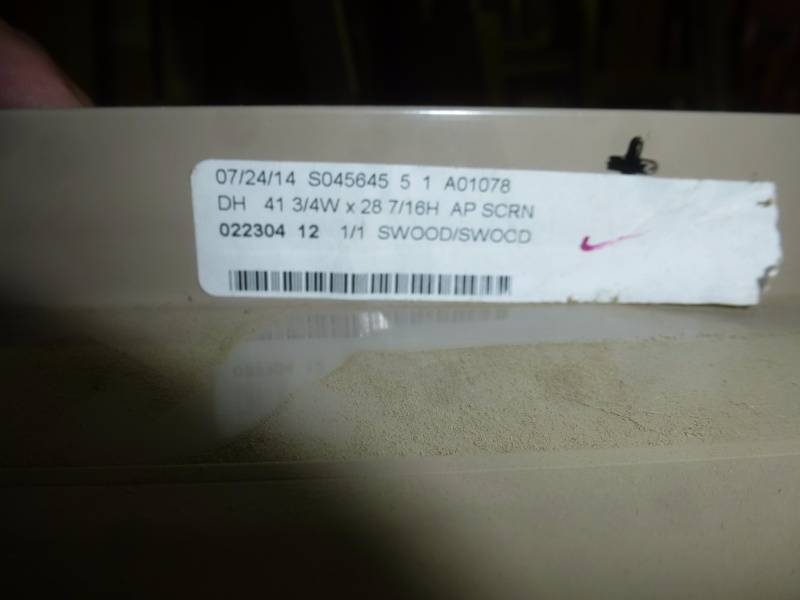 07/24/14 S045645 5 1 A01078
DH 41 3/4W x 28 7/16H AP SCRN
022304 12 1/1 SWOOD/SWOOD